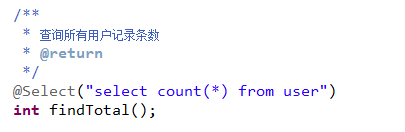 /**
* 查询所有用户记录条数
* @return
*/
@Select("select count(*) from user")
int findTotal();